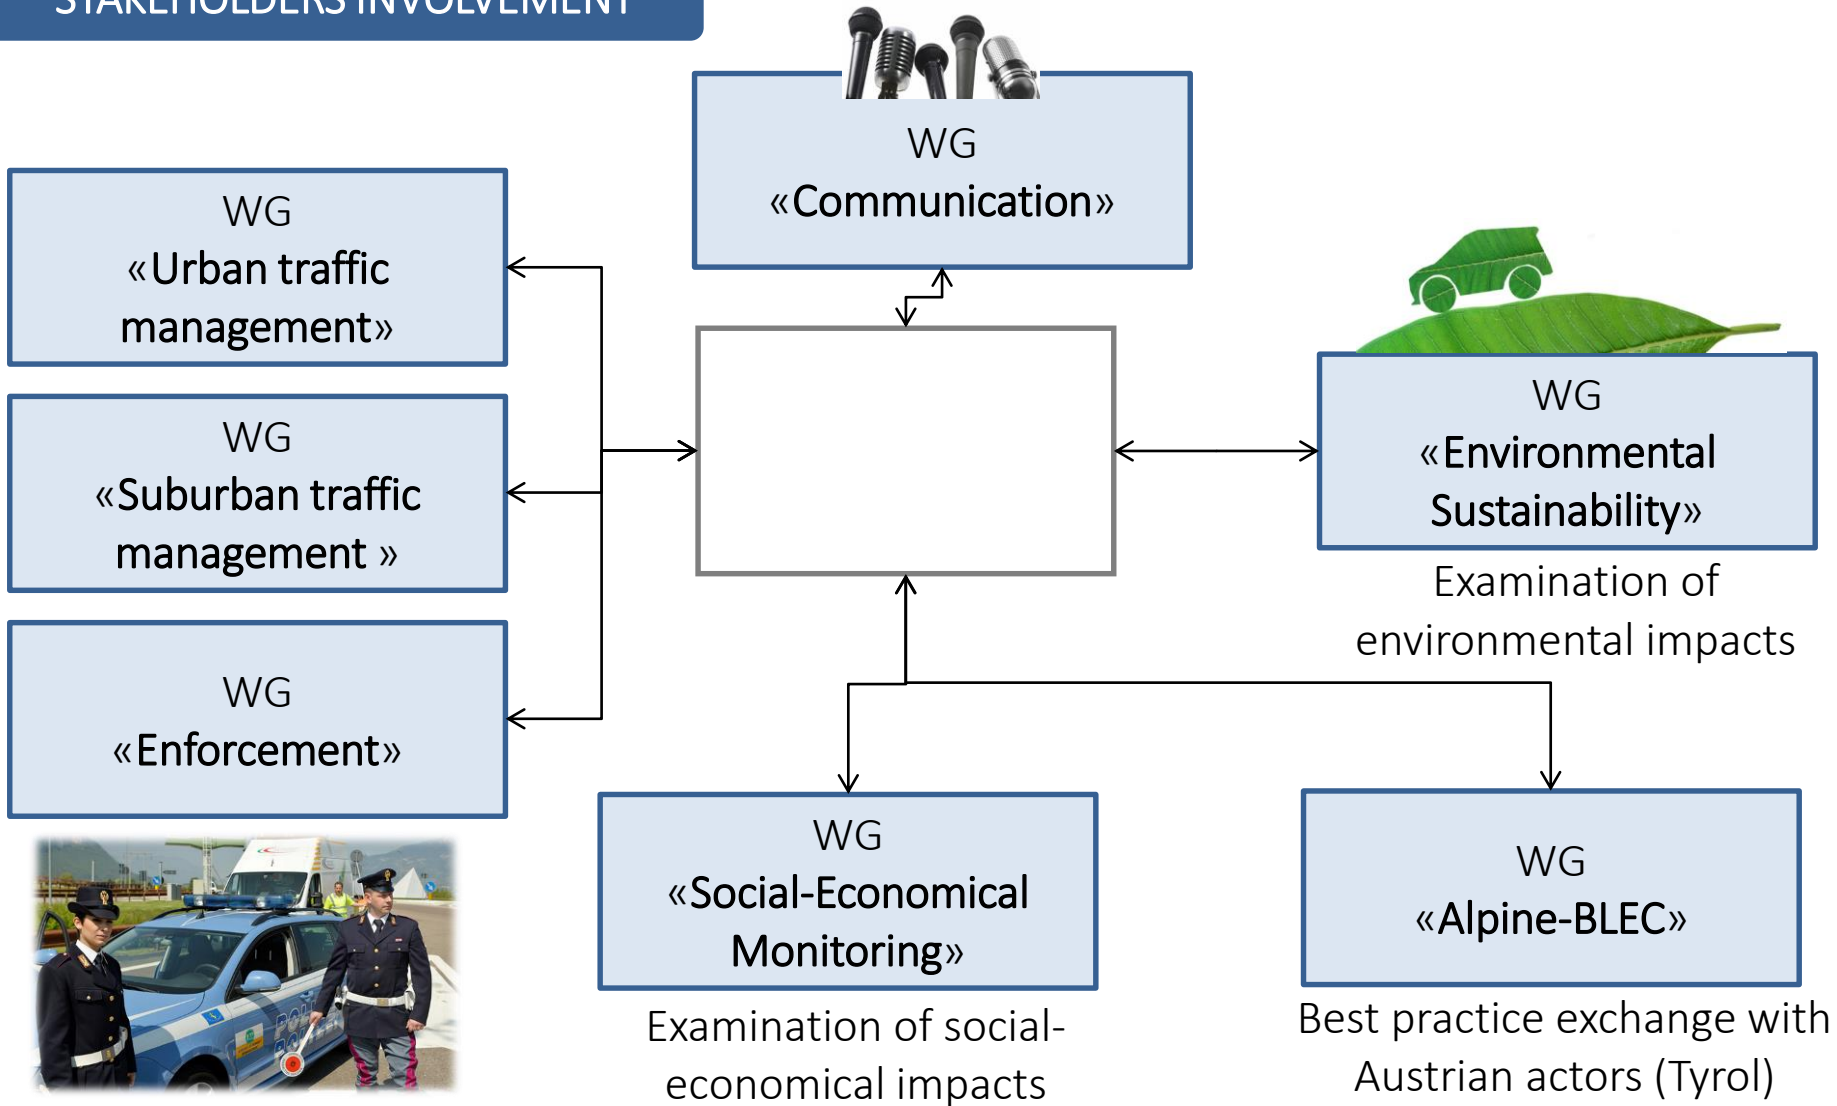 STAKEHOLDERS INVOLVEMENT
WG
«Communication»
WG
«Urban traffic
management»
WG
«Suburban traffic
management »
WG
«Enforcement»
WG
«Environmental
Sustainability»
Examination of
environmental impacts
WG
«Social-Economical
Monitoring»
Examination of social-
economical impacts
WG
«Alpine-BLEC»
Best practice exchange with
Austrian actors (Tyrol)